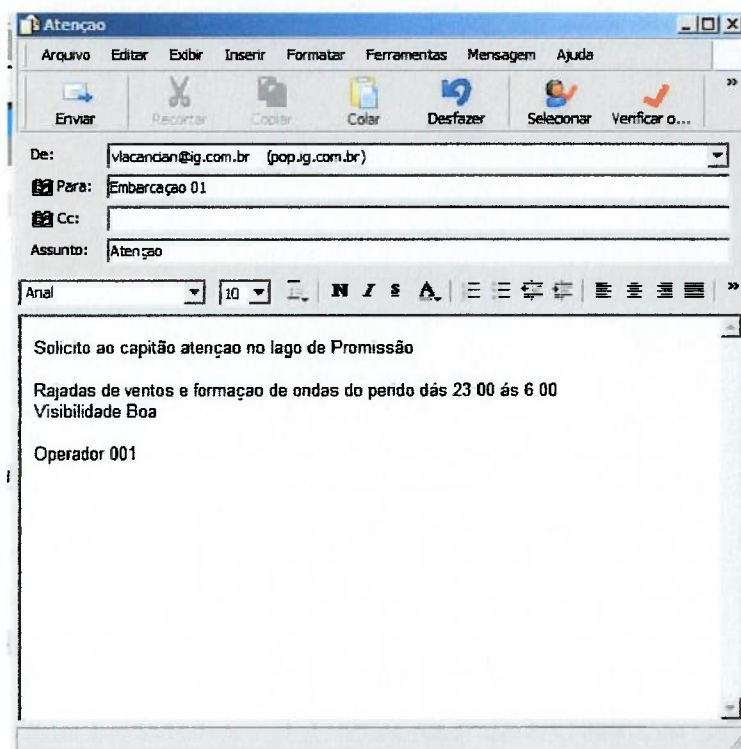 Atençao
Arquivo Editar Exibir Inserir Formatar Ferramentas Mensagem Ajuda
Enviar Recortar Copiar Colar Desfazer Selecionar Verificar o... »
De: vlacancian@ig.com.br (pop.ig.com.br)
Para: Embarcaçao 01
Cc:
Assunto: Atençao
Arial 10 N I S A »
Solicito ao capitão atençao no lago de Promissão
Rajadas de ventos e formaçao de ondas do periodo dás 23 00 ás 6 00
Visibilidade Boa
Operador 001